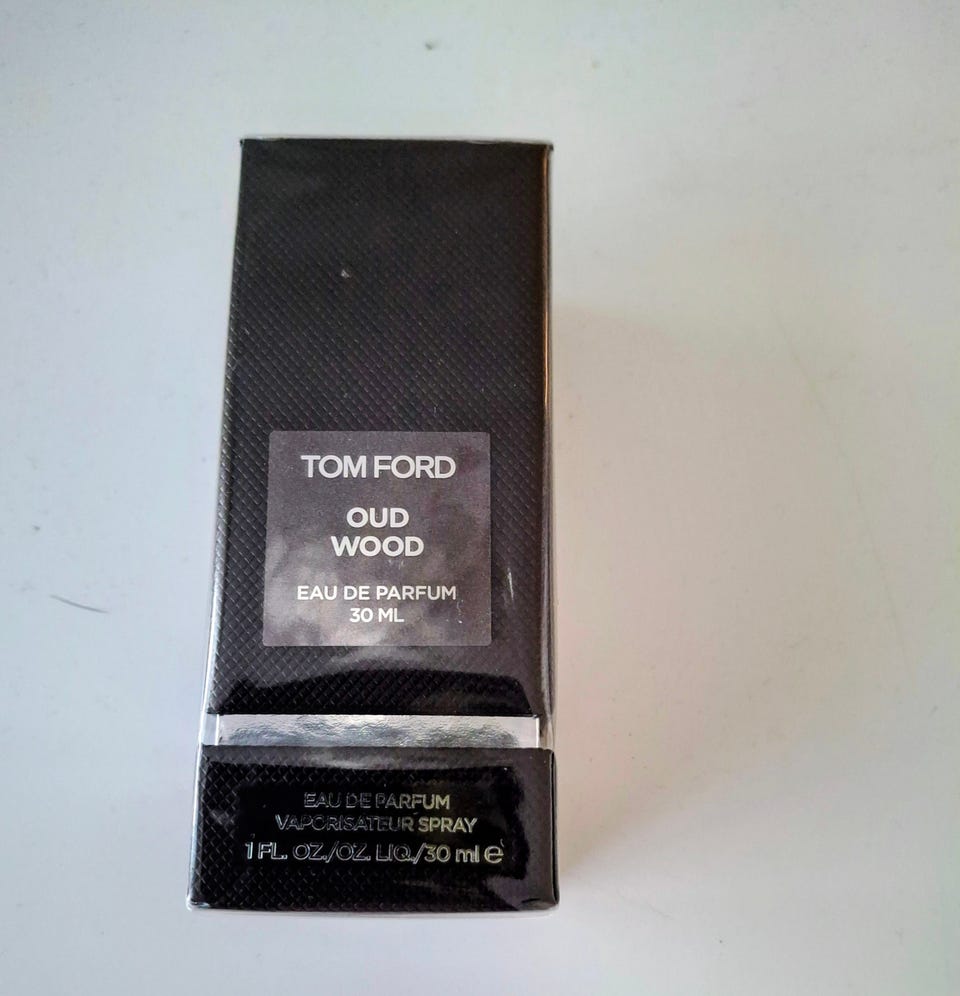 TOM FORD
OUD
WOOD
EAU DE PARFUM
30 ML
EAU DE PARFUM
VAPORISATEUR SPRAY
1 FL. OZ./OZ. LIQ./30 ml ℮